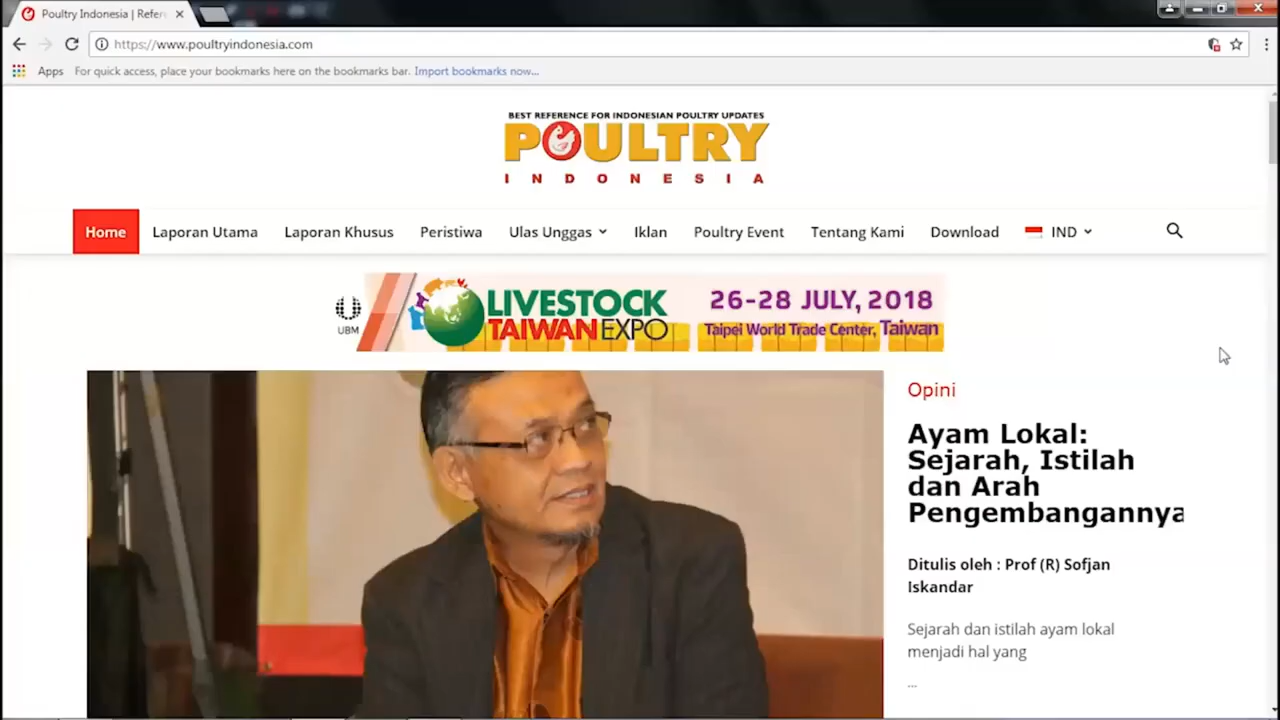 Poultry Indonesia | Refer
https://www.poultryindonesia.com
Apps For quick access, place your bookmarks here on the bookmarks bar. Import bookmarks now...
BEST REFERENCE FOR INDONESIAN POULTRY UPDATES
POULTRY
INDONESIA
Home Laporan Utama Laporan Khusus Peristiwa Ulas Unggas Iklan Poultry Event Tentang Kami Download IND
UBM
LIVESTOCK
TAIWAN EXPO
26-28 JULY, 2018
Taipei World Trade Center, Taiwan
Opini
Ayam Lokal:
Sejarah, Istilah
dan Arah
Pengembangannya
Ditulis oleh : Prof (R) Sofjan
Iskandar
Sejarah dan istilah ayam lokal
menjadi hal yang
...